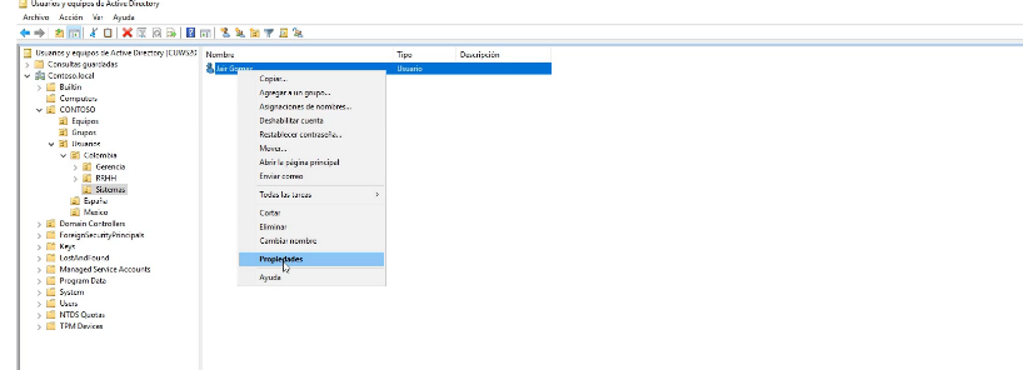 Usuarios y equipos de Active Directory
Archivo Acción Ver Ayuda
Usuarios y equipos de Active Directory [CUWS20
Consultas guardadas
Contoso.local
Builtin
Computers
CONTOSO
Equipos
Grupos
Usuarios
Colombia
Gerencia
RRHH
Sistemas
España
Mexico
Domain Controllers
ForeignSecurityPrincipals
Keys
LostAndFound
Managed Service Accounts
Program Data
System
Users
NTDS Quotas
TPM Devices
Nombre Tipo Descripción
Jair Gomez Usuario
Copiar...
Agregar a un grupo...
Asignaciones de nombres...
Deshabilitar cuenta
Restablecer contraseña...
Mover...
Abrir la página principal
Enviar correo
Todas las tareas
Cortar
Eliminar
Cambiar nombre
Propiedades
Ayuda